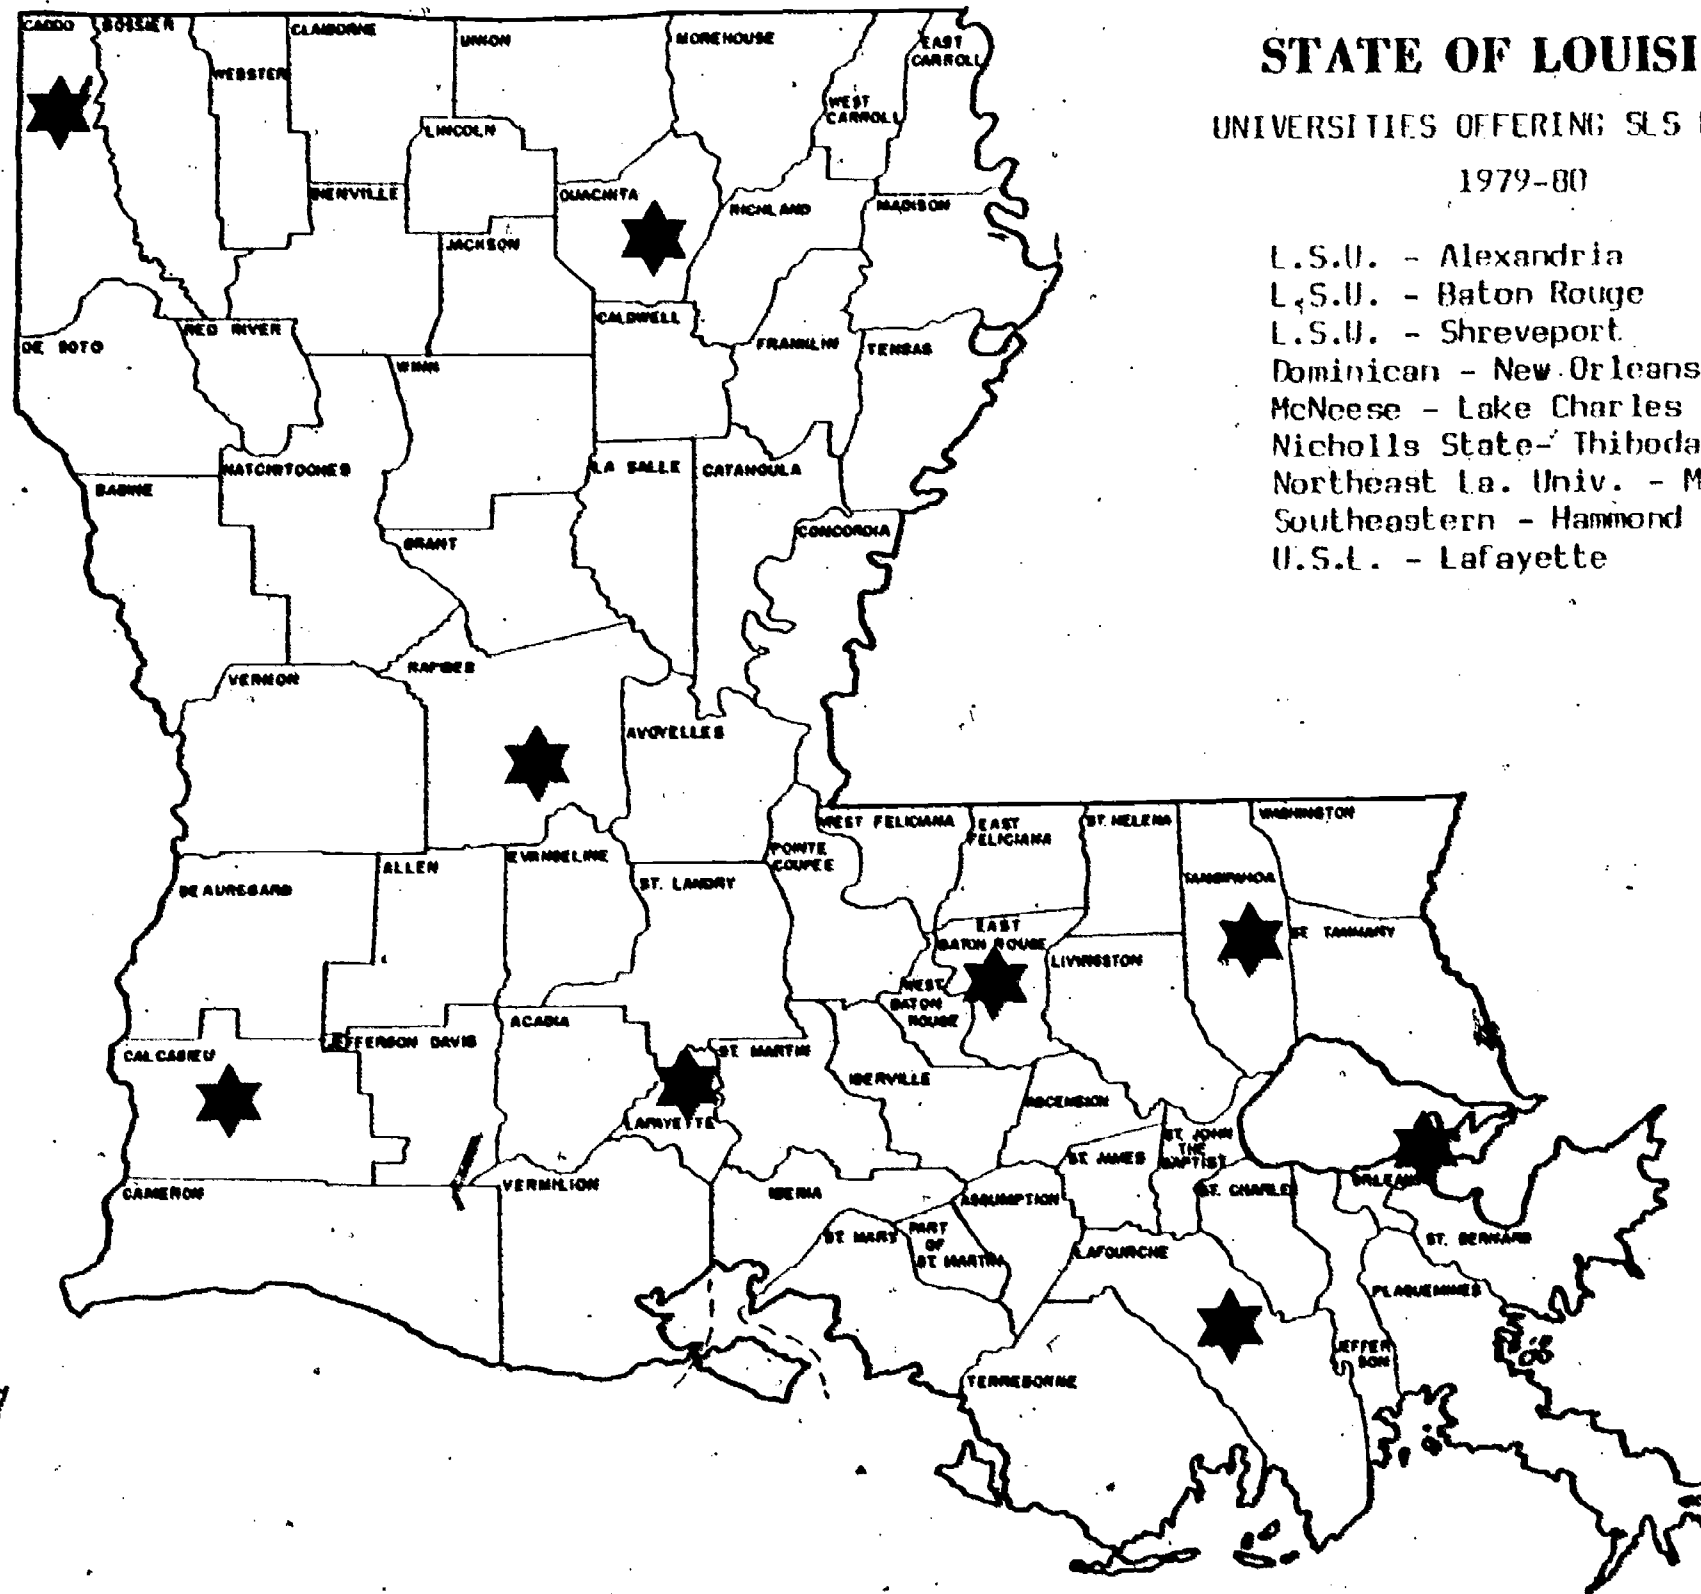 STATE OF LOUISI
UNIVERSITIES OFFERING SLS
1979-80
L.S.U. - Alexandria
L.S.U. - Baton Rouge
L.S.U. - Shreveport
Dominican - New Orleans
McNeese - Lake Charles
Nicholls State- Thiboda
Northeast La. Univ. - M
Southeastern - Hammond
U.S.L. - Lafayette
CADDO
BOSSIER
CLAIBORNE
UNION
MOREHOUSE
EAST
CARROLL
WEBSTER
WEST
CARROLL
LINCOLN
BIENVILLE
OUACHITA
RICHLAND
MADISON
JACKSON
CALDWELL
RED RIVER
DE SOTO
FRANKLIN
TENSAS
WINN
NATCHITOCHES
LA SALLE
CATAHOULA
SABINE
CONCORDIA
GRANT
RAPIDES
VERNON
AVOYELLES
WEST FELICIANA
EAST
FELICIANA
ST. HELENA
WASHINGTON
POINTE
COUPEE
EVANGELINE
ALLEN
BEAUREGARD
ST. LANDRY
TANGIPAHOA
EAST
BATON ROUGE
ST. TAMMANY
LIVINGSTON
WEST
BATON
ROUGE
ACADIA
JEFFERSON DAVIS
CALCASIEU
ST. MARTIN
IBERVILLE
ASCENSION
LAFAYETTE
ST. JOHN
THE
BAPTIST
ST. JAMES
ORLEANS
ST. CHARLES
CAMERON
VERMILION
IBERIA
ASSUMPTION
ST. MARY
PART
OF
ST. MARTIN
LAFOURCHE
ST. BERNARD
PLAQUEMINES
JEFFER
SON
TERREBONNE